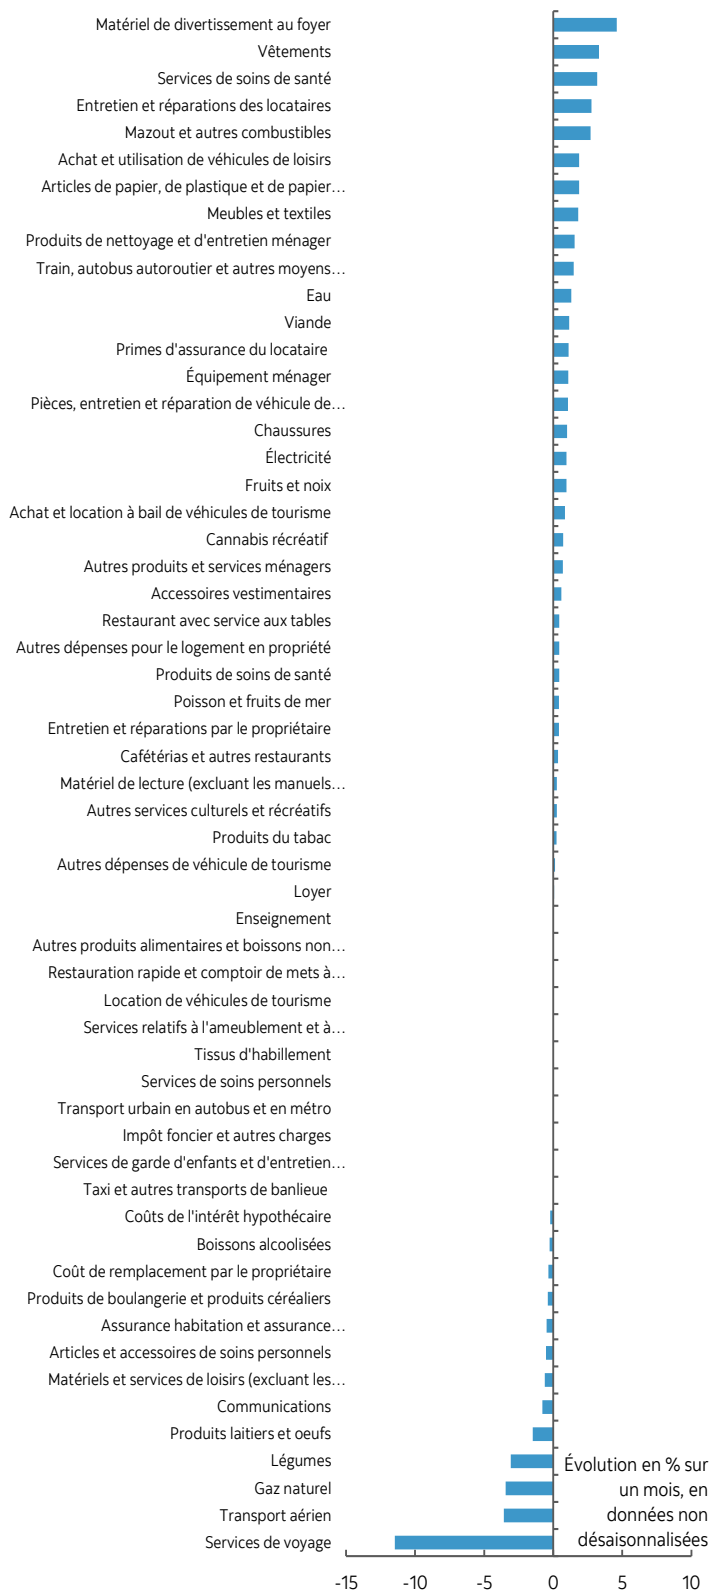 Matériel de divertissement au foyer
Vêtements
Services de soins de santé
Entretien et réparations des locataires
Mazout et autres combustibles
Achat et utilisation de véhicules de loisirs
Articles de papier, de plastique et de papier…
Meubles et textiles
Produits de nettoyage et d'entretien ménager
Train, autobus autoroutier et autres moyens…
Eau
Viande
Primes d'assurance du locataire
Équipement ménager
Pièces, entretien et réparation de véhicule de…
Chaussures
Électricité
Fruits et noix
Achat et location à bail de véhicules de tourisme
Cannabis récréatif
Autres produits et services ménagers
Accessoires vestimentaires
Restaurant avec service aux tables
Autres dépenses pour le logement en propriété
Produits de soins de santé
Poisson et fruits de mer
Entretien et réparations par le propriétaire
Cafétérias et autres restaurants
Matériel de lecture (excluant les manuels…
Autres services culturels et récréatifs
Produits du tabac
Autres dépenses de véhicule de tourisme
Loyer
Enseignement
Autres produits alimentaires et boissons non…
Restauration rapide et comptoir de mets à…
Location de véhicules de tourisme
Services relatifs à l'ameublement et à…
Tissus d'habillement
Services de soins personnels
Transport urbain en autobus et en métro
Impôt foncier et autres charges
Services de garde d'enfants et d'entretien…
Taxi et autres transports de banlieue
Coûts de l'intérêt hypothécaire
Boissons alcoolisées
Coût de remplacement par le propriétaire
Produits de boulangerie et produits céréaliers
Assurance habitation et assurance…
Articles et accessoires de soins personnels
Matériels et services de loisirs (excluant les…
Communications
Produits laitiers et oeufs
Légumes
Gaz naturel
Transport aérien
Services de voyage
Évolution en % sur
un mois, en
données non
désaisonnalisées
-15 -10 -5 0 5 10